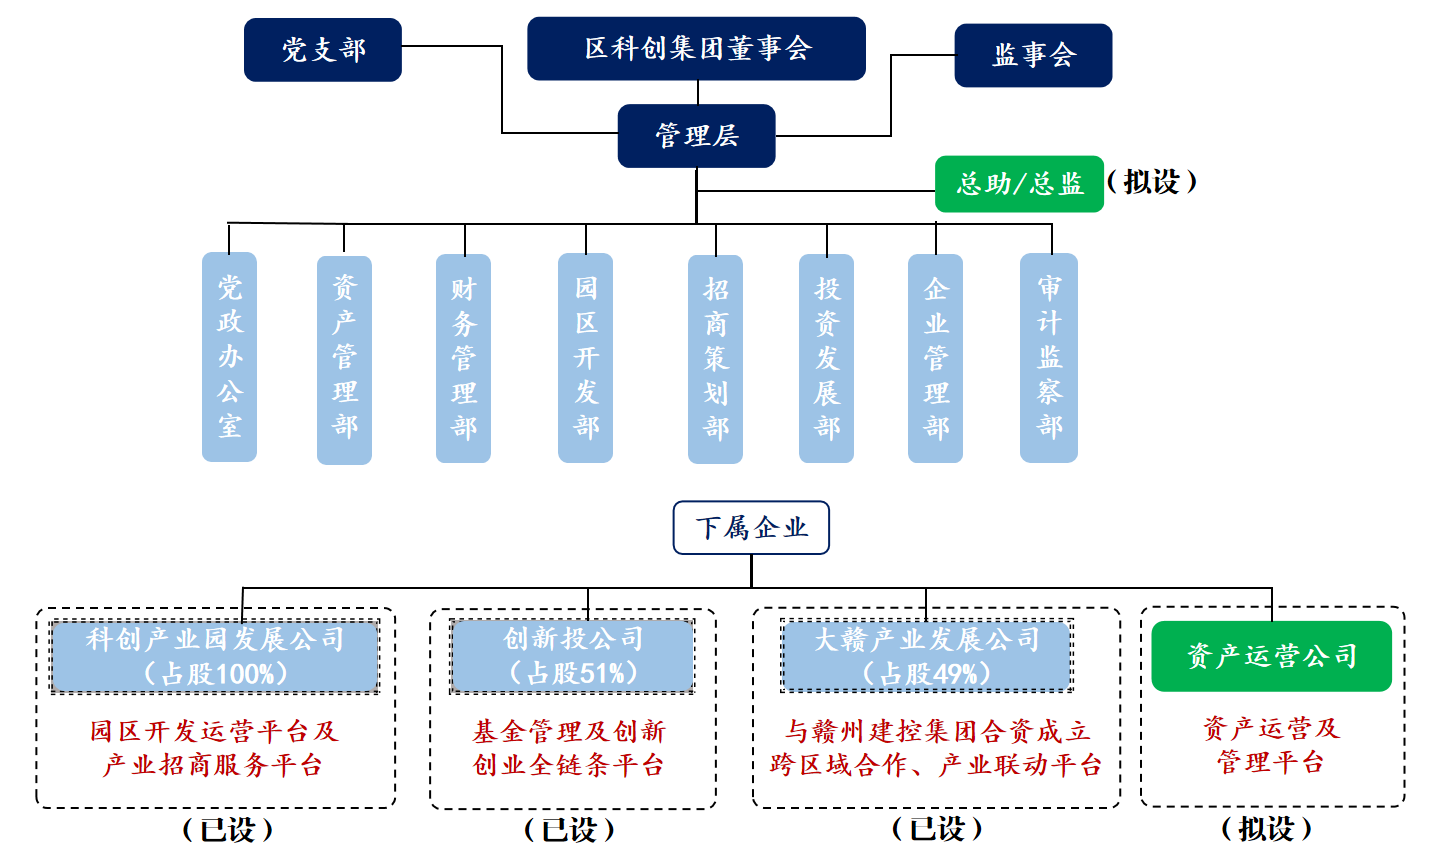 党支部
区科创集团董事会
监事会
管理层
总助/总监
（拟设）
党政办公室
资产管理部
财务管理部
园区开发部
招商策划部
投资发展部
企业管理部
审计监察部
下属企业
科创产业园发展公司
（占股100%）
园区开发运营平台及
产业招商服务平台
（已设）
创新投公司
（占股51%）
基金管理及创新
创业全链条平台
（已设）
大赣产业发展公司
（占股49%）
与赣州建控集团合资成立
跨区域合作、产业联动平台
（已设）
资产运营公司
资产运营及
管理平台
（拟设）